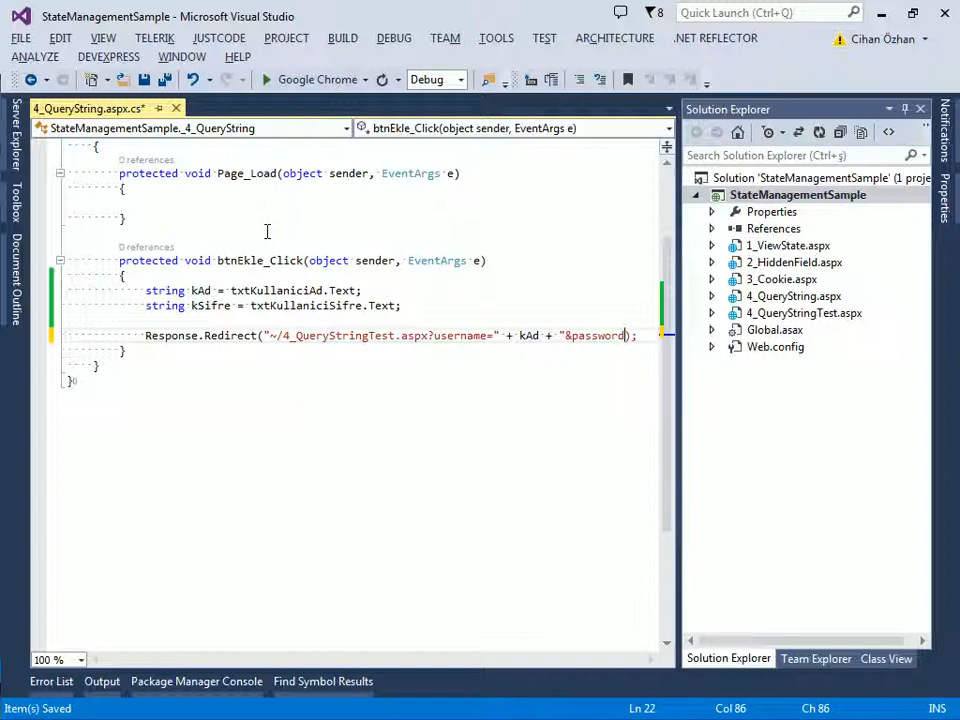 StateManagementSample - Microsoft Visual Studio
8
Quick Launch (Ctrl+Q)
FILE EDIT VIEW TELERIK JUSTCODE PROJECT BUILD DEBUG TEAM TOOLS TEST ARCHITECTURE .NET REFLECTOR
Cihan Özhan
ANALYZE DEVEXPRESS WINDOW HELP
Google Chrome
Debug
Server Explorer
Toolbox
Document Outline
4_QueryString.aspx.cs*
StateManagementSample._4_QueryString
btnEkle_Click(object sender, EventArgs e)
{
0 references
protected void Page_Load(object sender, EventArgs e)
{
}
0 references
protected void btnEkle_Click(object sender, EventArgs e)
{
string kAd = txtKullaniciAd.Text;
string kSifre = txtKullaniciSifre.Text;
Response.Redirect("~/4_QueryStringTest.aspx?username=" + kAd + "&password);
}
}
}
100 %
Solution Explorer
Search Solution Explorer (Ctrl+ş)
Solution 'StateManagementSample' (1 proje
StateManagementSample
Properties
References
1_ViewState.aspx
2_HiddenField.aspx
3_Cookie.aspx
4_QueryString.aspx
4_QueryStringTest.aspx
Global.asax
Web.config
Solution Explorer Team Explorer Class View
Notifications
Properties
Error List Output Package Manager Console Find Symbol Results
Item(s) Saved
Ln 22 Col 86 Ch 86 INS